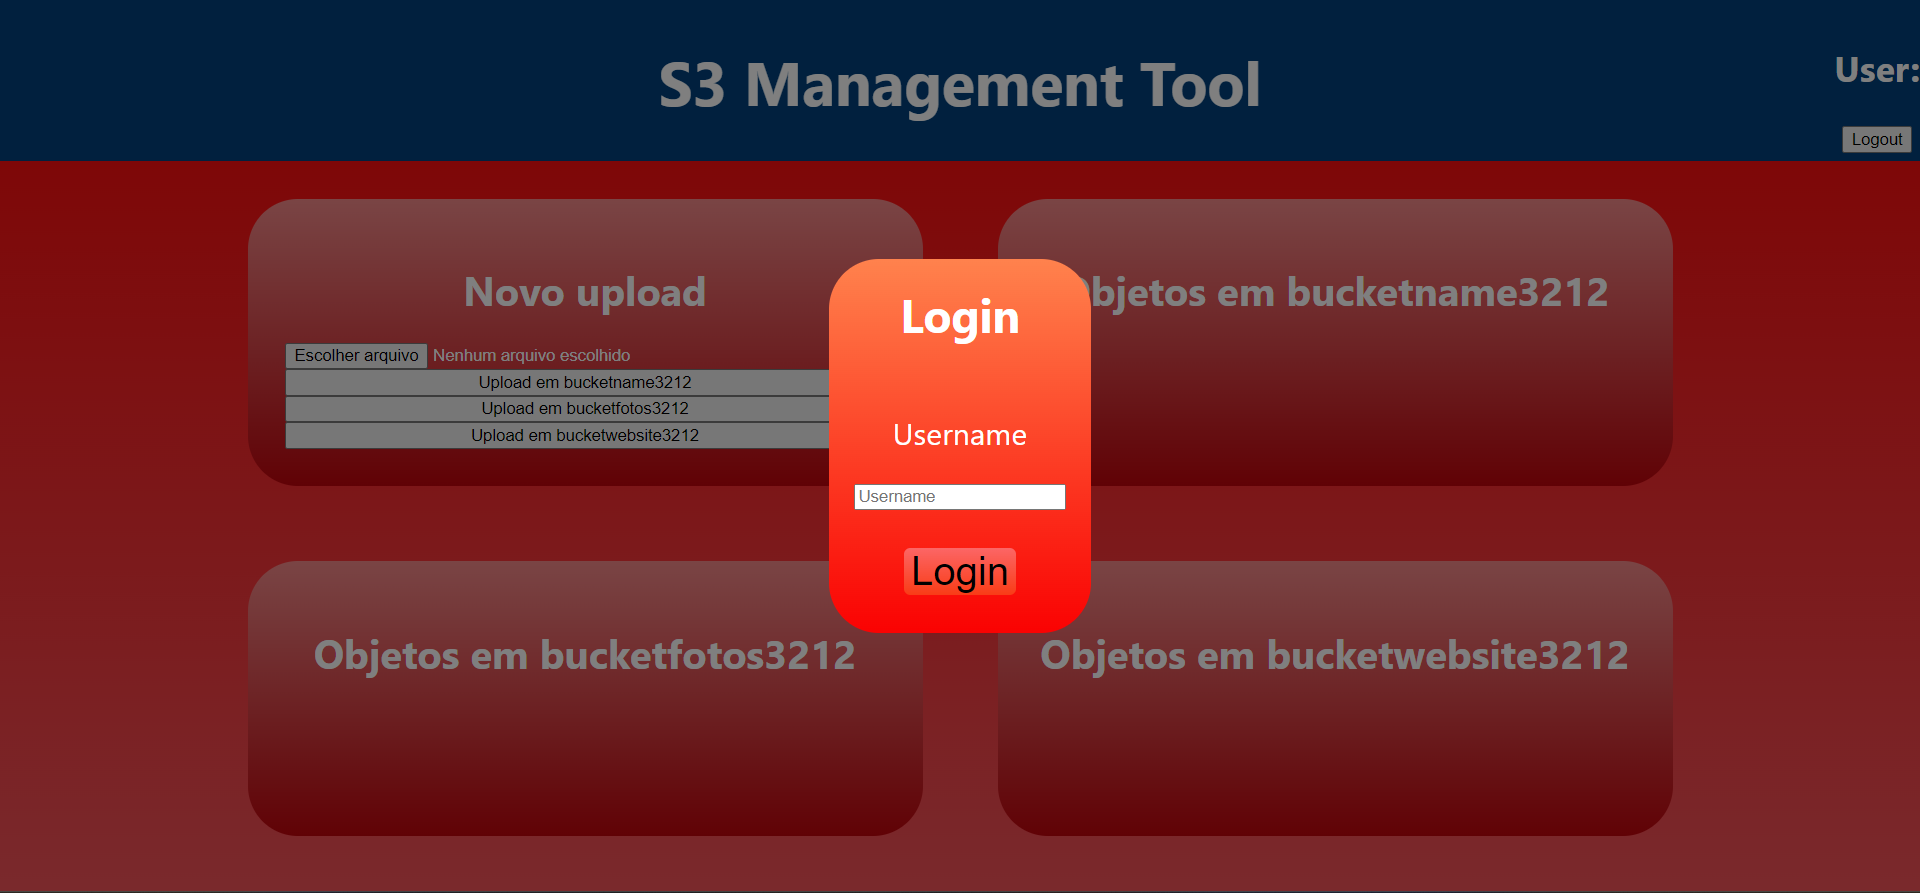 S3 Management Tool
User:
Logout
Novo upload
Escolher arquivo Nenhum arquivo escolhido
Upload em bucketname3212
Upload em bucketfotos3212
Upload em bucketwebsite3212
bjetos em bucketname3212
Login
Username
Username
Login
Objetos em bucketfotos3212
Objetos em bucketwebsite3212